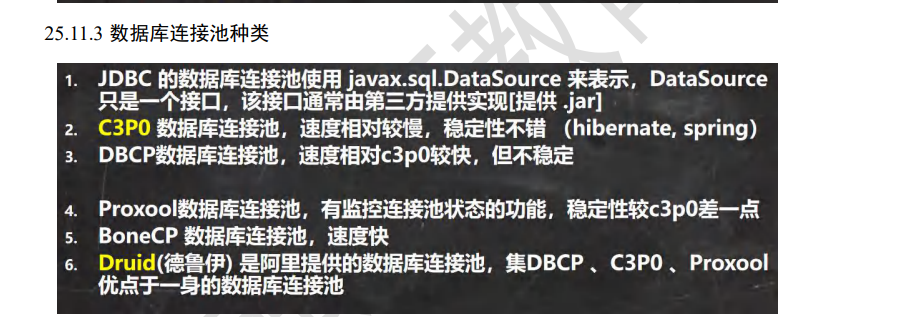 25.11.3 数据库连接池种类
1. JDBC 的数据库连接池使用 javax.sql.DataSource 来表示，DataSource
只是一个接口，该接口通常由第三方提供实现[提供 .jar]
2. C3P0 数据库连接池，速度相对较慢，稳定性不错 （hibernate, spring）
3. DBCP数据库连接池，速度相对c3p0较快，但不稳定
4. Proxool数据库连接池，有监控连接池状态的功能，稳定性较c3p0差一点
5. BoneCP 数据库连接池，速度快
6. Druid(德鲁伊) 是阿里提供的数据库连接池，集DBCP 、C3P0 、Proxool
优点于一身的数据库连接池